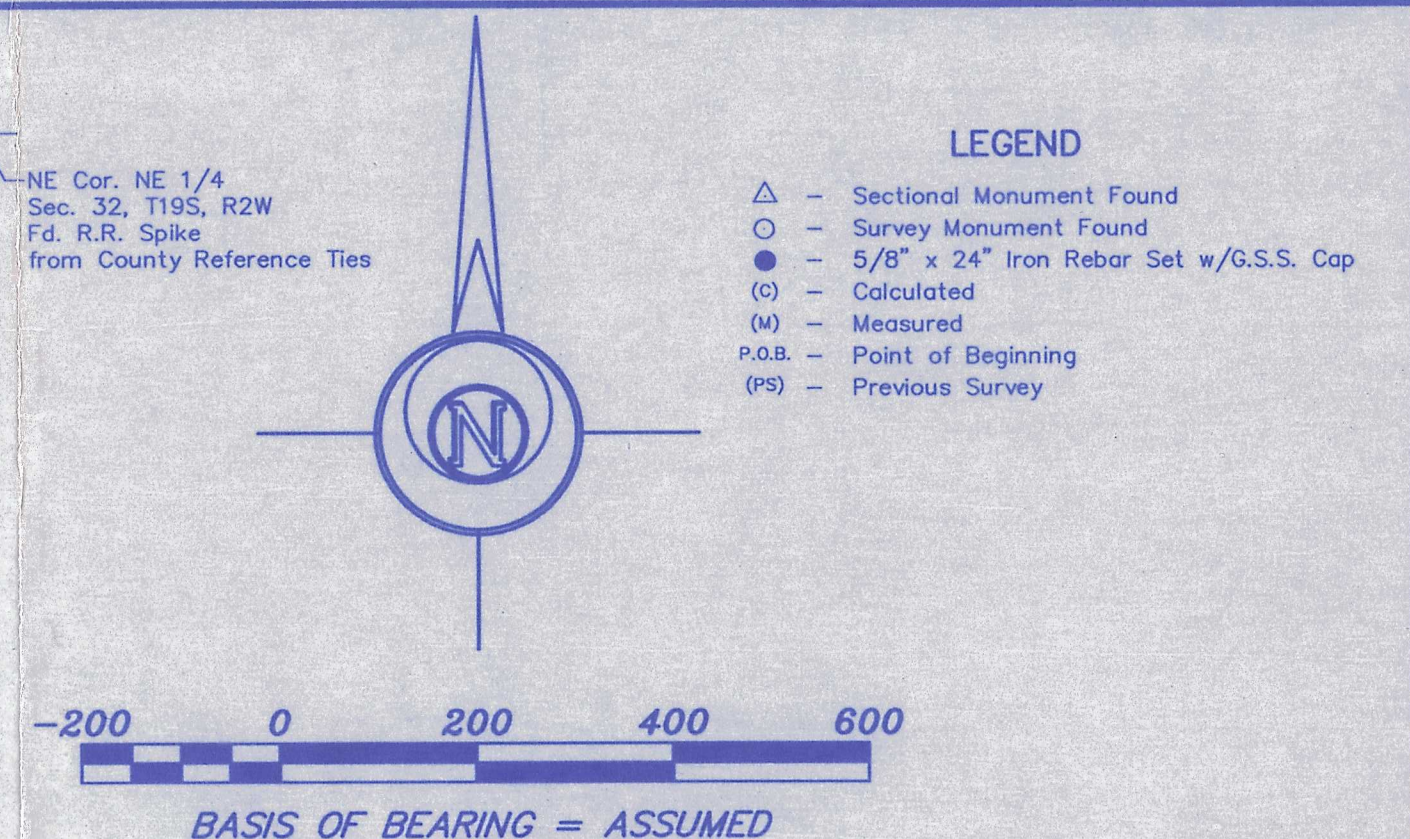 NE Cor. NE 1/4
Sec. 32, T19S, R2W
Fd. R.R. Spike
from County Reference Ties
N
LEGEND
△ – Sectional Monument Found
○ – Survey Monument Found
● – 5/8" x 24" Iron Rebar Set w/G.S.S. Cap
(C) – Calculated
(M) – Measured
P.O.B. – Point of Beginning
(PS) – Previous Survey
-200 0 200 400 600
BASIS OF BEARING = ASSUMED